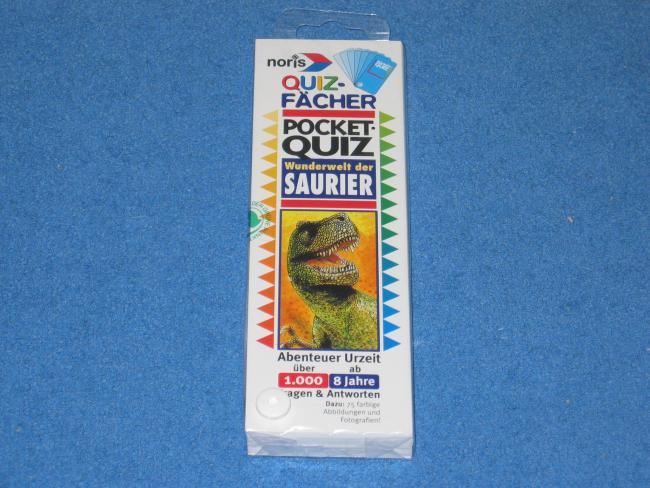 noris
QUIZ-
FÄCHER
POCKET-
QUIZ
Wunderwelt der
SAURIER
Abenteuer Urzeit
über ab
1.000 8 Jahre
ragen & Antworten
Dazu: 75 farbige
Abbildungen und
Fotografien!